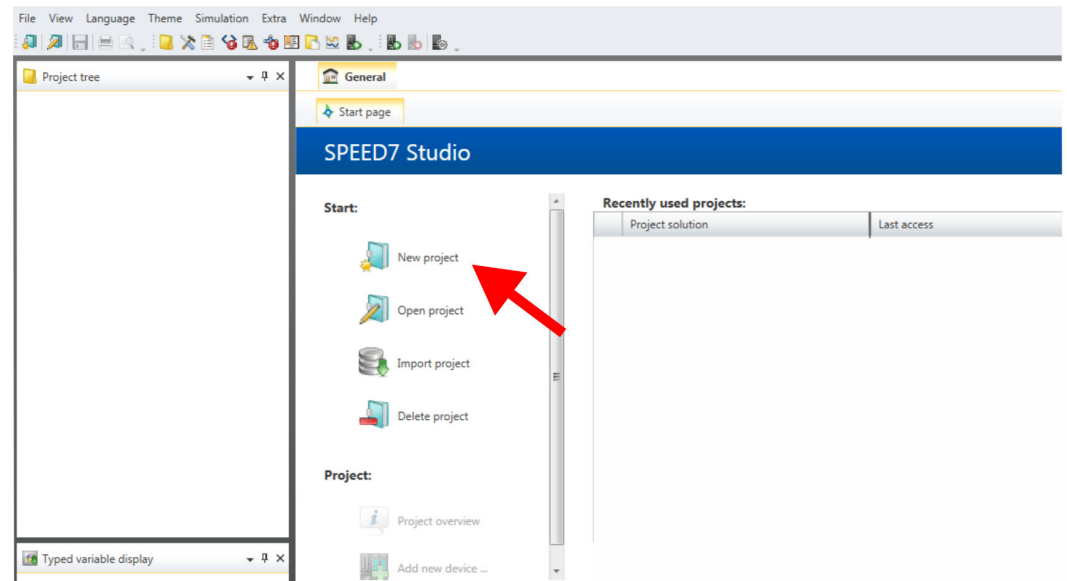 File View Language Theme Simulation Extra Window Help
Project tree
General
Start page
SPEED7 Studio
Start:
Recently used projects:
Project solution Last access
New project
Open project
Import project
Delete project
Project:
Project overview
Typed variable display
Add new device ...